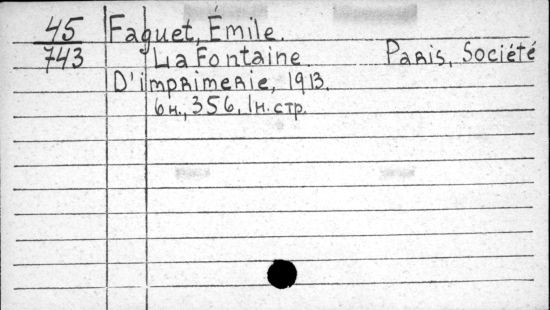 45 Faguet, Émile.
743 La Fontaine. Paris, Société
D'imprimerie, 1913.
6 н., 356, 1 н. стр.